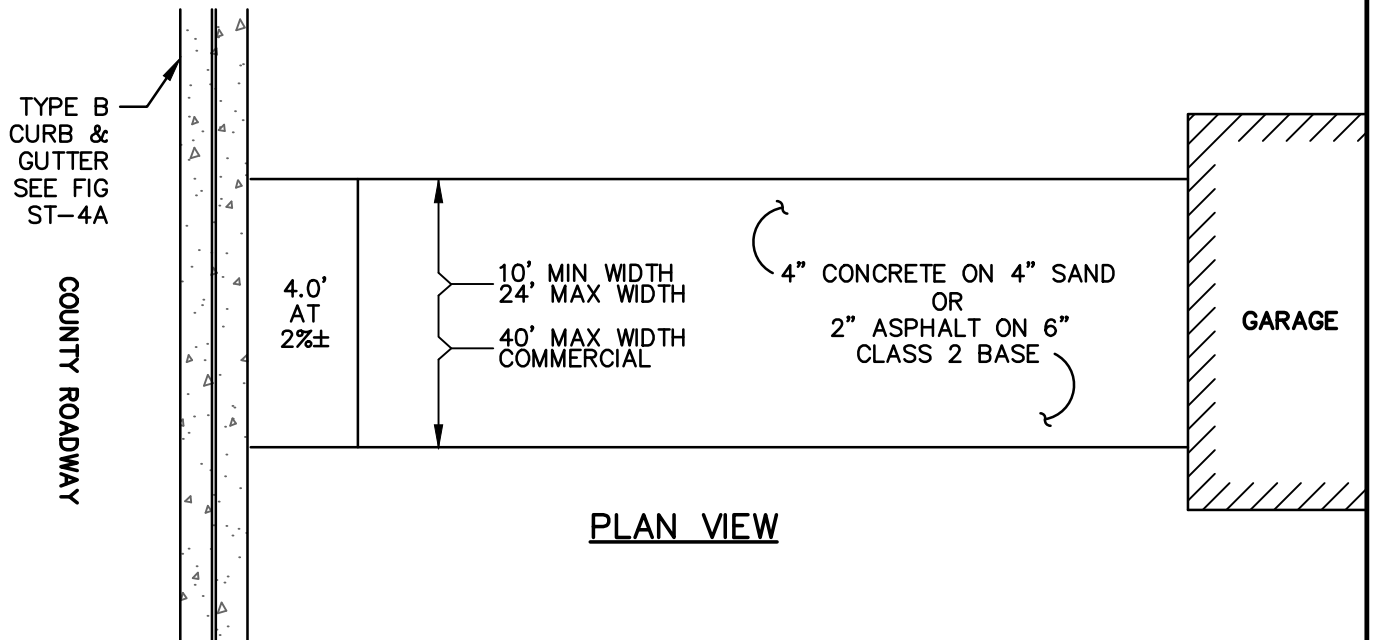 TYPE B
CURB &
GUTTER
SEE FIG
ST-4A
COUNTY ROADWAY
4.0'
AT
2%±
10' MIN WIDTH
24' MAX WIDTH
40' MAX WIDTH
COMMERCIAL
4" CONCRETE ON 4" SAND
OR
2" ASPHALT ON 6"
CLASS 2 BASE
GARAGE
PLAN VIEW